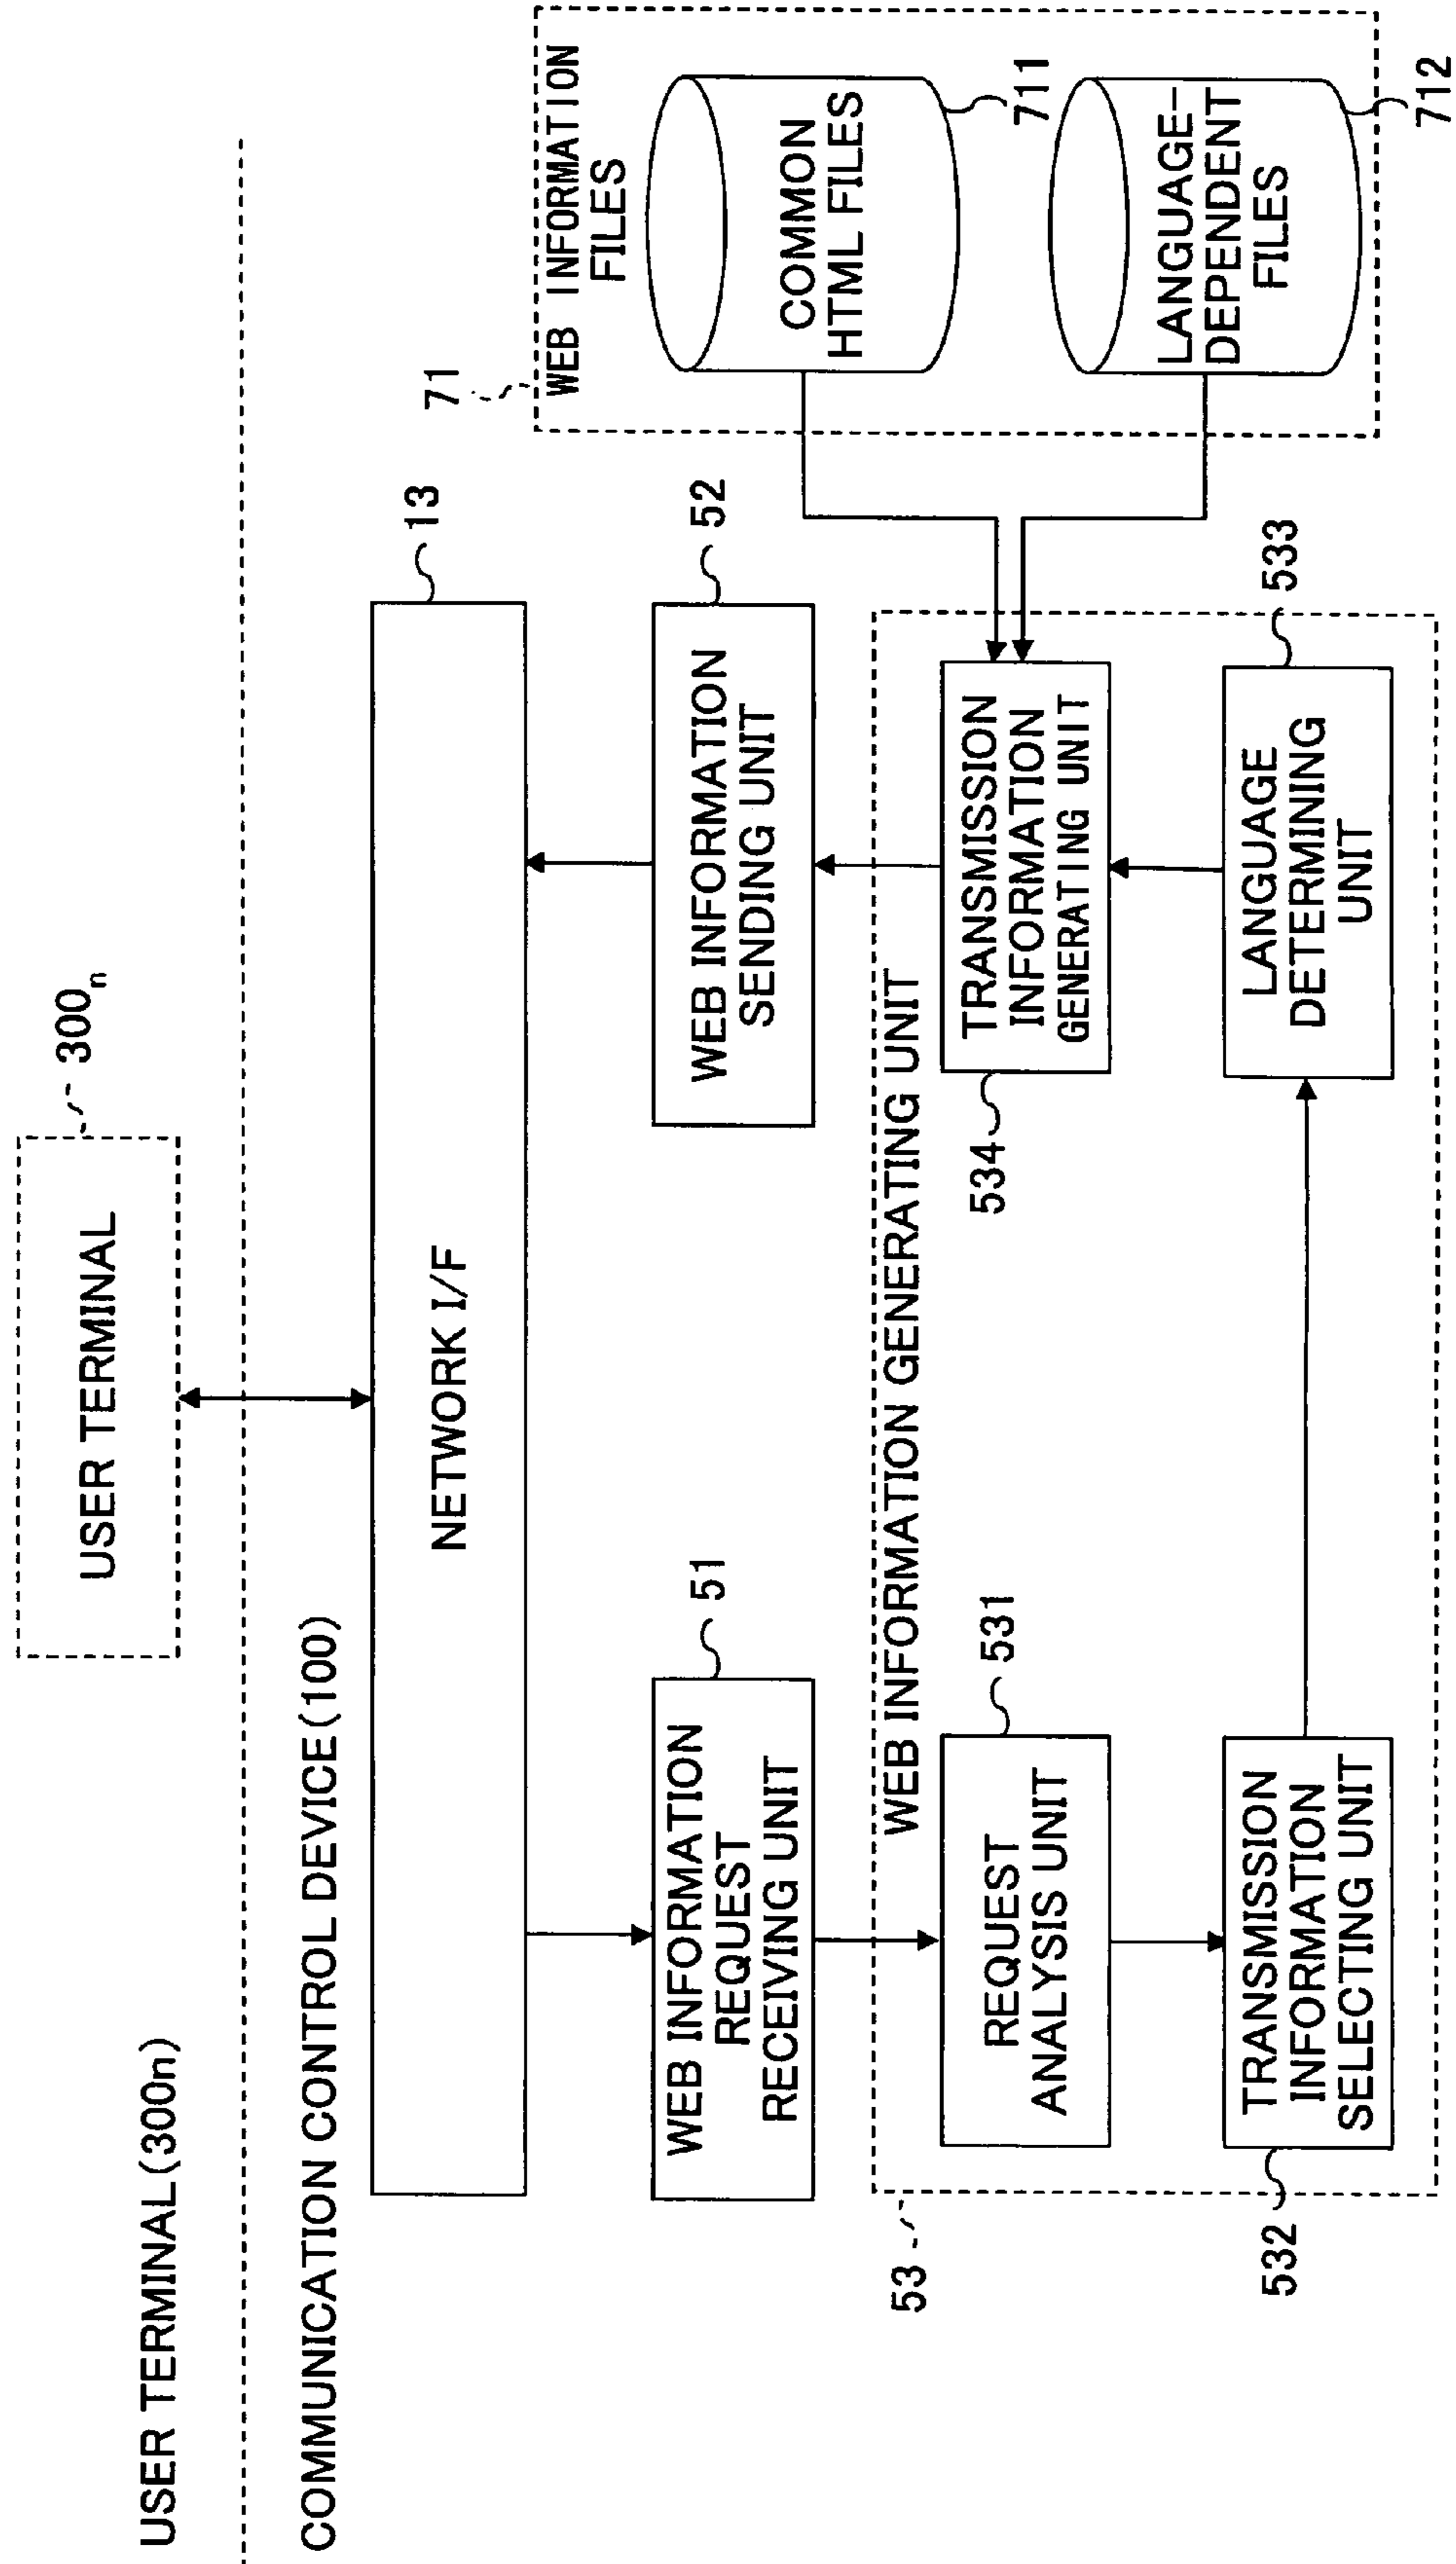 USER TERMINAL(300n)
USER TERMINAL
300n
COMMUNICATION CONTROL DEVICE(100)
NETWORK I/F
13
WEB INFORMATION
REQUEST
RECEIVING UNIT
51
WEB INFORMATION
SENDING UNIT
52
71
WEB INFORMATION
FILES
COMMON
HTML FILES
711
LANGUAGE-
DEPENDENT
FILES
712
53
WEB INFORMATION GENERATING UNIT
REQUEST
ANALYSIS UNIT
531
TRANSMISSION
INFORMATION
GENERATING UNIT
534
TRANSMISSION
INFORMATION
SELECTING UNIT
532
LANGUAGE
DETERMINING
UNIT
533